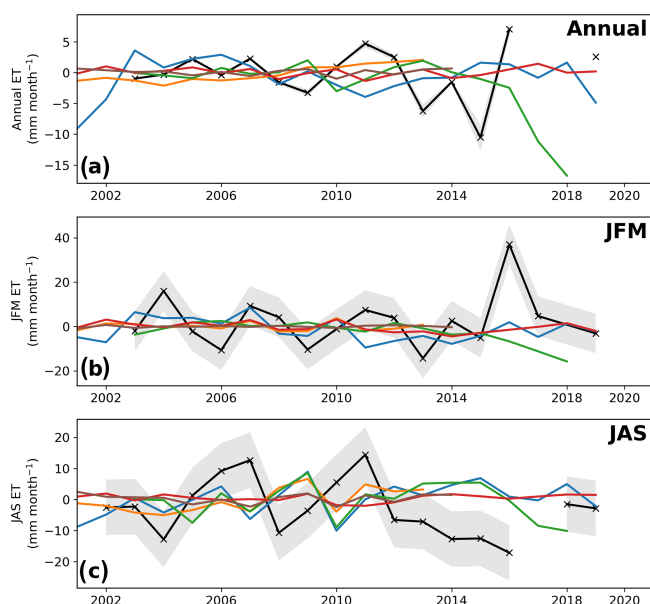 Annual
5
0
−5
−10
−15
Annual ET
(mm month⁻¹)
(a)
2002 2006 2010 2014 2018 2020
JFM
40
20
0
−20
JFM ET
(mm month⁻¹)
(b)
2002 2006 2010 2014 2018 2020
JAS
20
10
0
−10
−20
JAS ET
(mm month⁻¹)
(c)
2002 2006 2010 2014 2018 2020